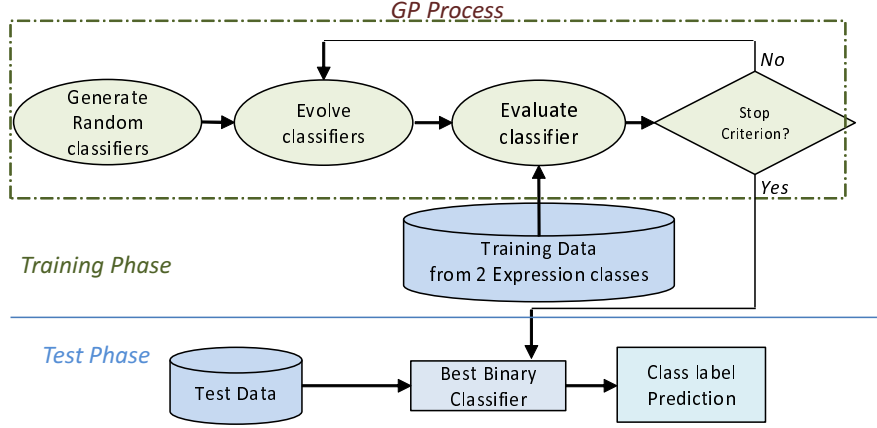 GP Process
No
Generate
Random
classifiers
Evolve
classifiers
Evaluate
classifier
Stop
Criterion?
Yes
Training Data
from 2 Expression classes
Training Phase
Test Phase
Test Data
Best Binary
Classifier
Class label
Prediction